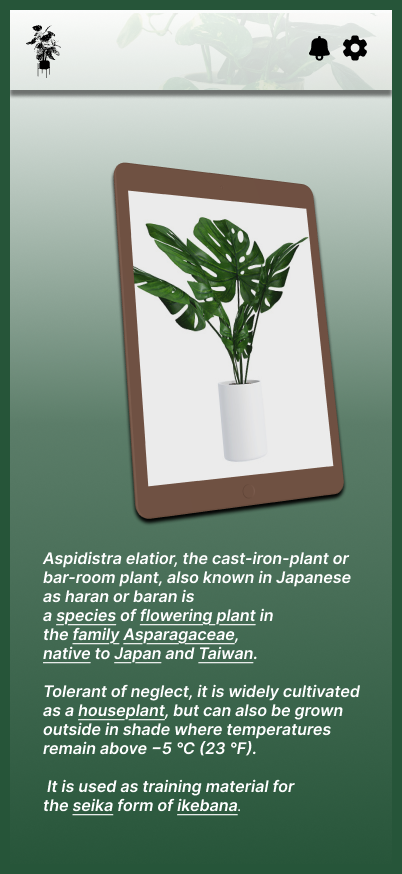 Aspidistra elatior, the cast-iron-plant or
bar-room plant, also known in Japanese
as haran or baran is
a species of flowering plant in
the family Asparagaceae,
native to Japan and Taiwan.
Tolerant of neglect, it is widely cultivated
as a houseplant, but can also be grown
outside in shade where temperatures
remain above −5 °C (23 °F).
It is used as training material for
the seika form of ikebana.